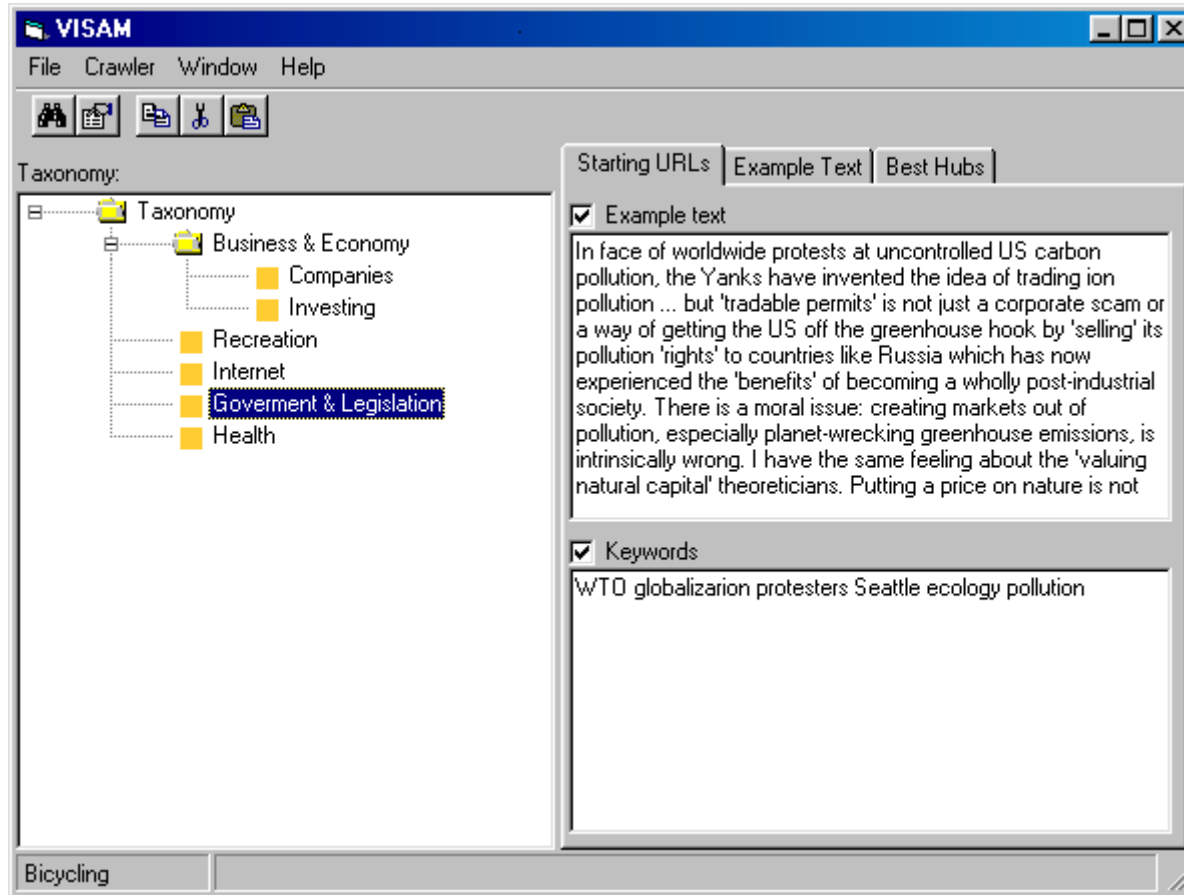 VISAM
File Crawler Window Help
Taxonomy:
Taxonomy
Business & Economy
Companies
Investing
Recreation
Internet
Goverment & Legislation
Health
Starting URLs Example Text Best Hubs
Example text
In face of worldwide protests at uncontrolled US carbon
pollution, the Yanks have invented the idea of trading ion
pollution ... but 'tradable permits' is not just a corporate scam or
a way of getting the US off the greenhouse hook by 'selling' its
pollution 'rights' to countries like Russia which has now
experienced the 'benefits' of becoming a wholly post-industrial
society. There is a moral issue: creating markets out of
pollution, especially planet-wrecking greenhouse emissions, is
intrinsically wrong. I have the same feeling about the 'valuing
natural capital' theoreticians. Putting a price on nature is not
Keywords
WTO globalizarion protesters Seattle ecology pollution
Bicycling